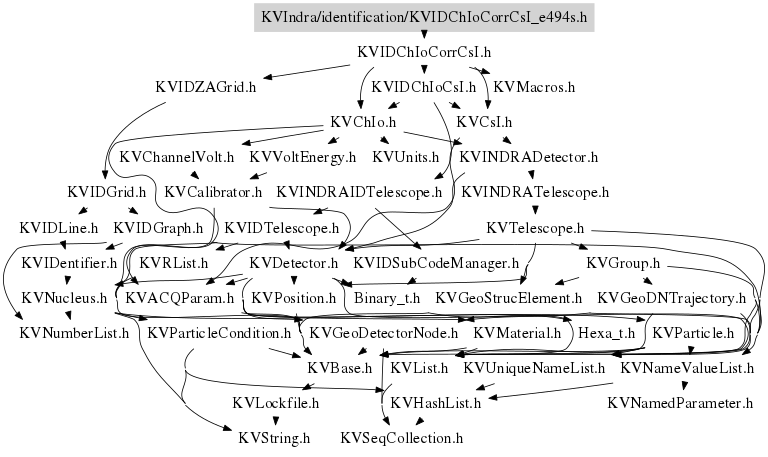 KVIndra/identification/KVIDChIoCorrCsI_e494s.h
KVIDChIoCorrCsI.h
KVIDZAGrid.h KVIDChIoCsI.h KVMacros.h
KVChIo.h KVCsI.h
KVChannelVolt.h KVVoltEnergy.h KVUnits.h KVINDRADetector.h
KVIDGrid.h KVCalibrator.h KVINDRAIDTelescope.h KVINDRATelescope.h
KVIDLine.h KVIDGraph.h KVIDTelescope.h KVTelescope.h
KVIDentifier.h KVRList.h KVDetector.h KVIDSubCodeManager.h KVGroup.h
KVNucleus.h KVACQParam.h KVPosition.h Binary_t.h KVGeoStrucElement.h KVGeoDNTrajectory.h
KVNumberList.h KVParticleCondition.h KVGeoDetectorNode.h KVMaterial.h Hexa_t.h KVParticle.h
KVBase.h KVList.h KVUniqueNameList.h KVNameValueList.h
KVLockfile.h KVHashList.h KVNamedParameter.h
KVString.h KVSeqCollection.h